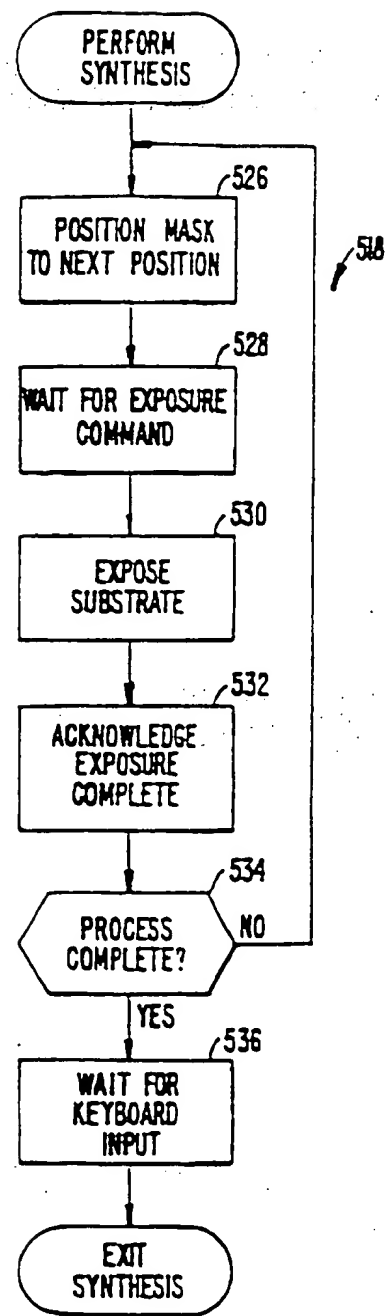 PERFORM
SYNTHESIS
526
POSITION MASK
TO NEXT POSITION
518
528
WAIT FOR EXPOSURE
COMMAND
530
EXPOSE
SUBSTRATE
532
ACKNOWLEDGE
EXPOSURE
COMPLETE
534
PROCESS
COMPLETE?
NO
YES
536
WAIT FOR
KEYBOARD
INPUT
EXIT
SYNTHESIS